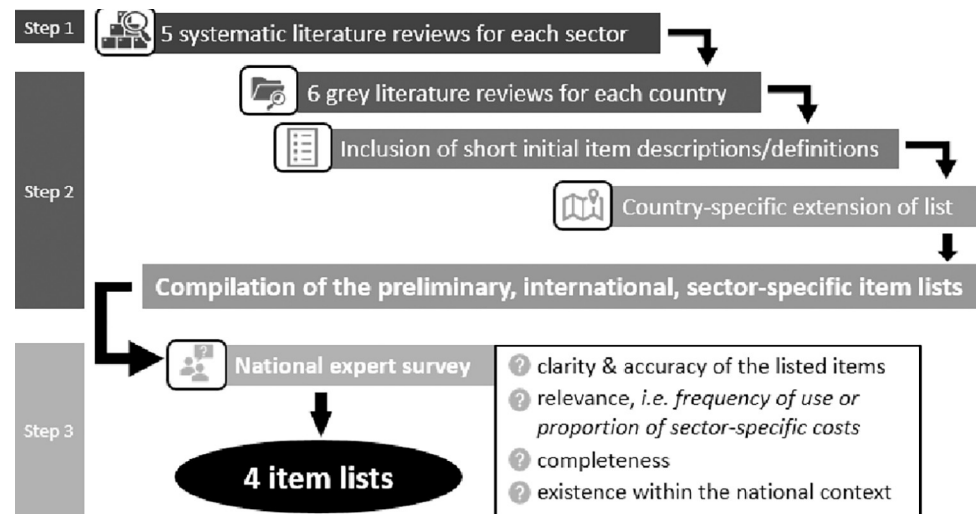 Step 1
5 systematic literature reviews for each sector
Step 2
6 grey literature reviews for each country
Inclusion of short initial item descriptions/definitions
Country-specific extension of list
Compilation of the preliminary, international, sector-specific item lists
Step 3
National expert survey
? clarity & accuracy of the listed items
? relevance, i.e. frequency of use or
proportion of sector-specific costs
? completeness
? existence within the national context
4 item lists